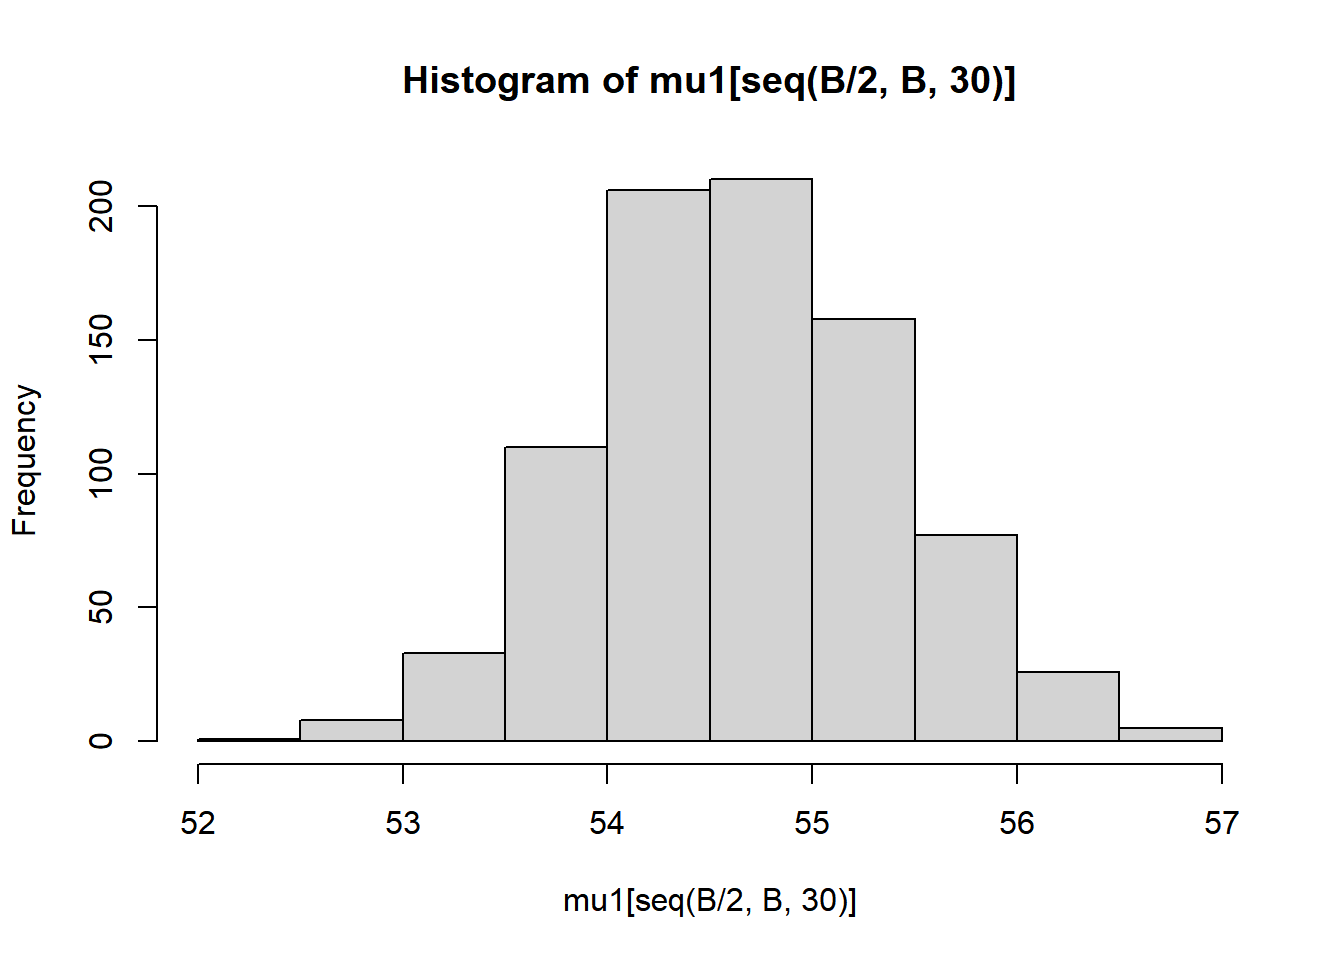 Histogram of mu1[seq(B/2, B, 30)]
Frequency
200
150
100
50
0
52 53 54 55 56 57
mu1[seq(B/2, B, 30)]